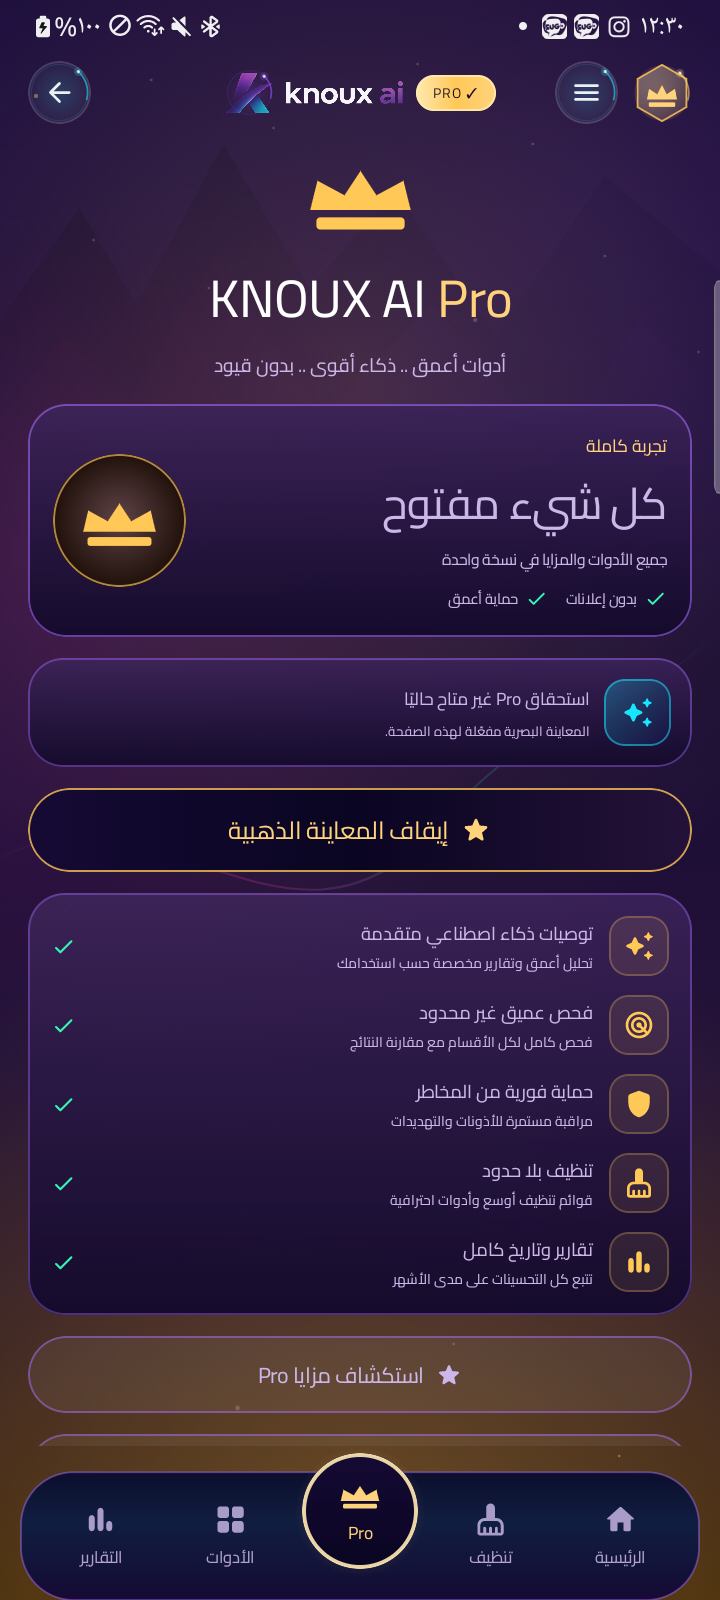 ١٢:٣٠
%١٠٠
knoux ai
PRO ✓
KNOUX AI Pro
أدوات أعمق .. ذكاء أقوى .. بدون قيود
تجربة كاملة
كل شيء مفتوح
جميع الأدوات والمزايا في نسخة واحدة
بدون إعلانات
حماية أعمق
استحقاق Pro غير متاح حاليًا
المعاينة البصرية مفعّلة لهذه الصفحة.
إيقاف المعاينة الذهبية
توصيات ذكاء اصطناعي متقدمة
تحليل أعمق وتقارير مخصصة حسب استخدامك
فحص عميق غير محدود
فحص كامل لكل الأقسام مع مقارنة النتائج
حماية فورية من المخاطر
مراقبة مستمرة للأذونات والتهديدات
تنظيف بلا حدود
قوائم تنظيف أوسع وأدوات احترافية
تقارير وتاريخ كامل
تتبع كل التحسينات على مدى الأشهر
استكشاف مزايا Pro
الرئيسية
تنظيف
Pro
الأدوات
التقارير